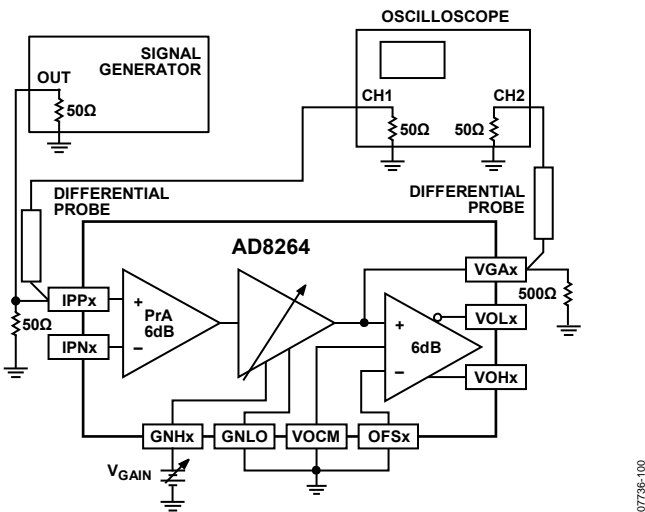 OSCILLOSCOPE
SIGNAL
GENERATOR
OUT
50Ω
CH1
CH2
50Ω
50Ω
DIFFERENTIAL
PROBE
DIFFERENTIAL
PROBE
AD8264
VGAx
IPPx
PrA
6dB
+
–
50Ω
IPNx
500Ω
VOLx
+
6dB
–
VOHx
GNHx
GNLO
VOCM
OFSx
VGAIN
07736-100